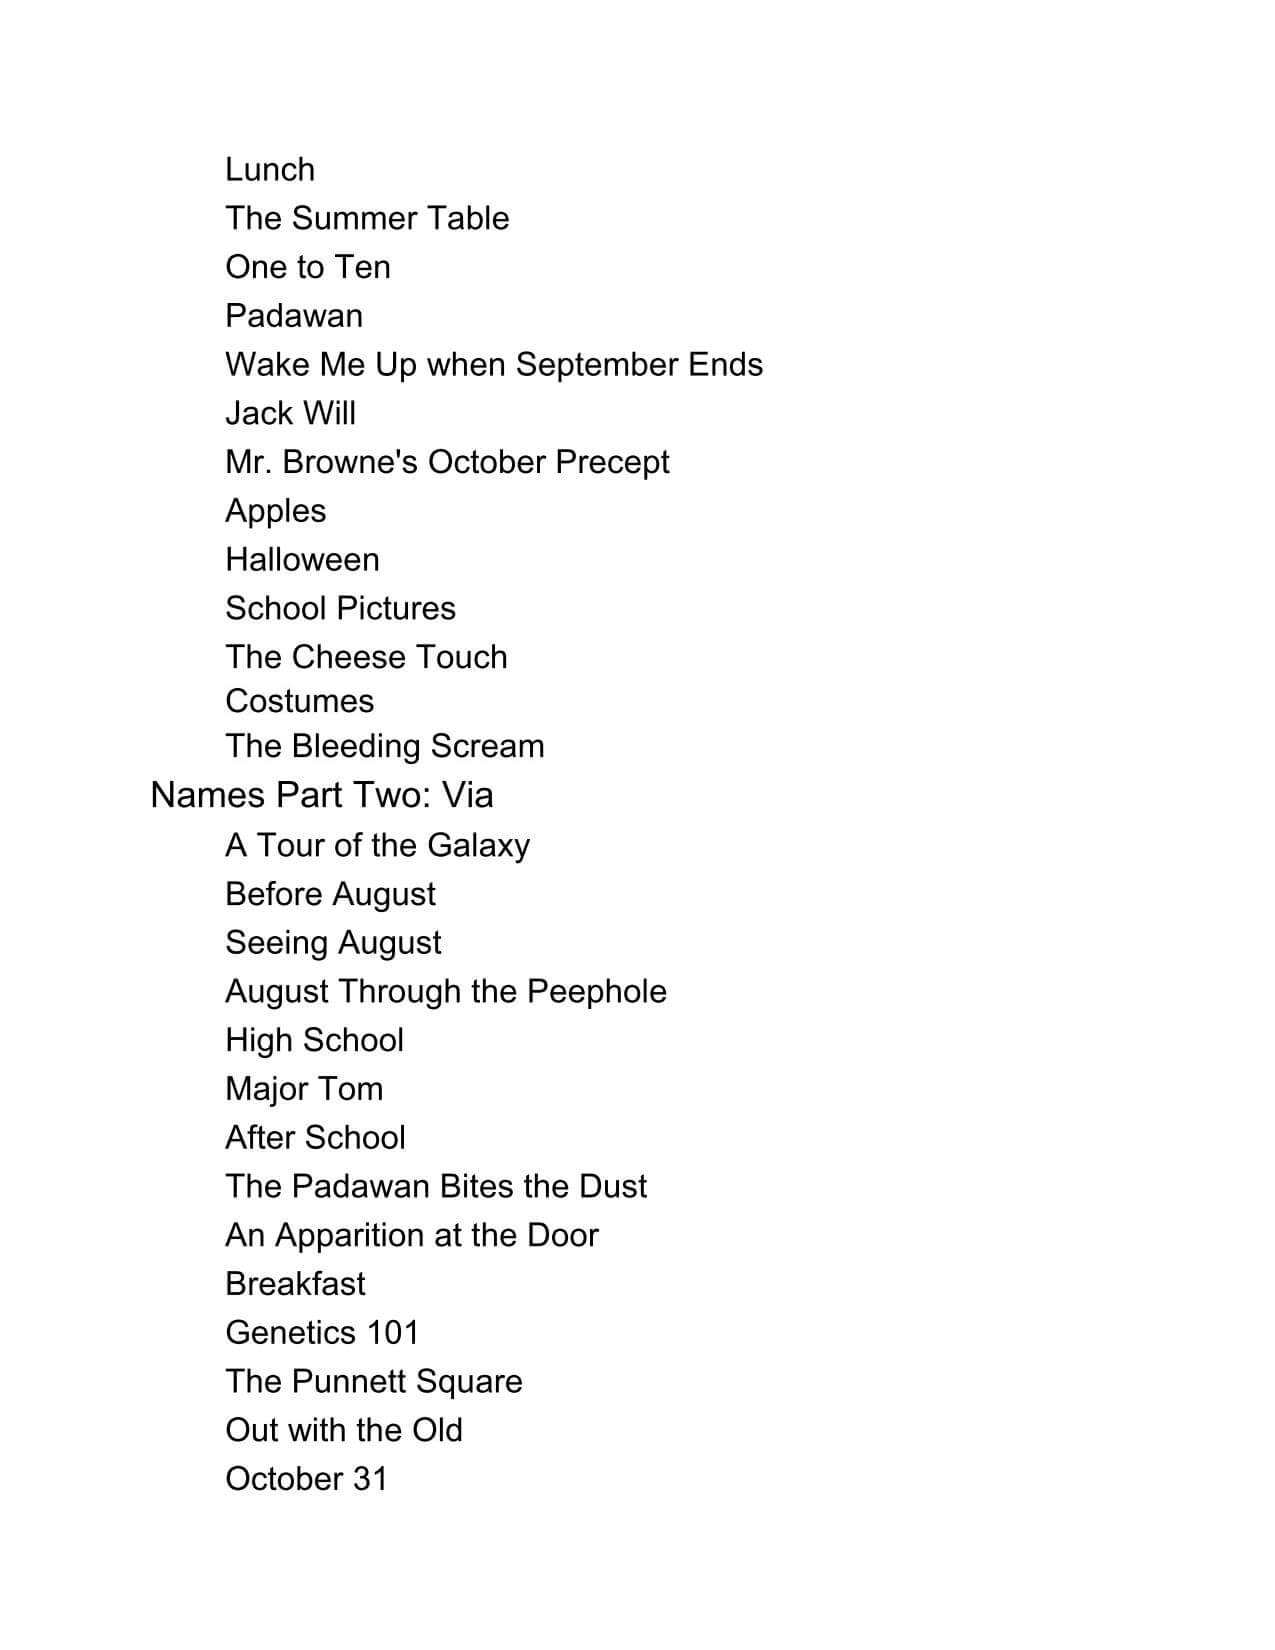 Lunch
The Summer Table
One to Ten
Padawan
Wake Me Up when September Ends
Jack Will
Mr. Browne's October Precept
Apples
Halloween
School Pictures
The Cheese Touch
Costumes
The Bleeding Scream
Names Part Two: Via
A Tour of the Galaxy
Before August
Seeing August
August Through the Peephole
High School
Major Tom
After School
The Padawan Bites the Dust
An Apparition at the Door
Breakfast
Genetics 101
The Punnett Square
Out with the Old
October 31